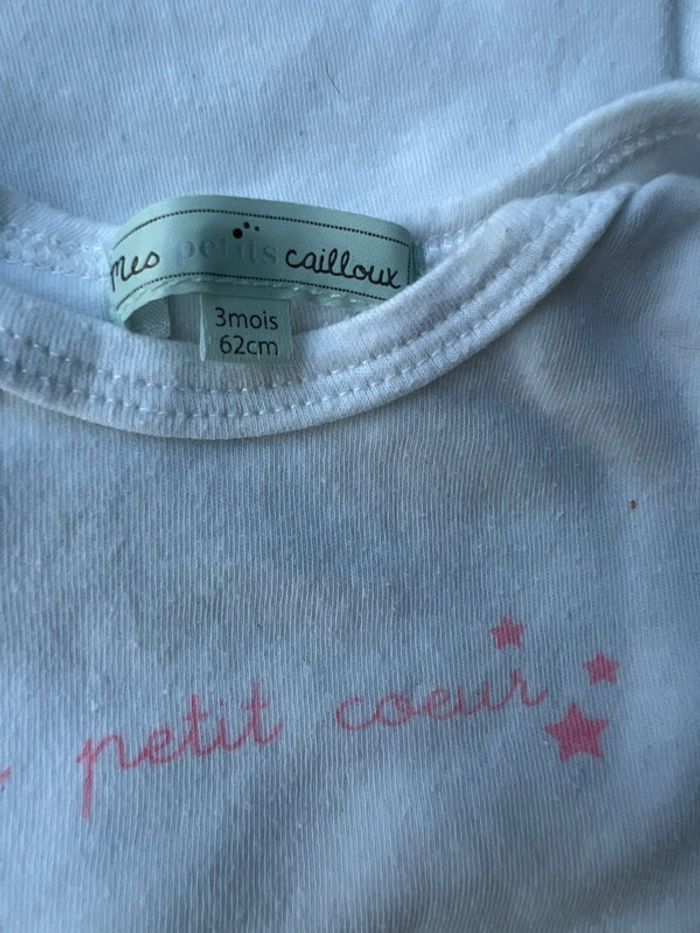 mes petits cailloux
3mois
62cm
petit coeur